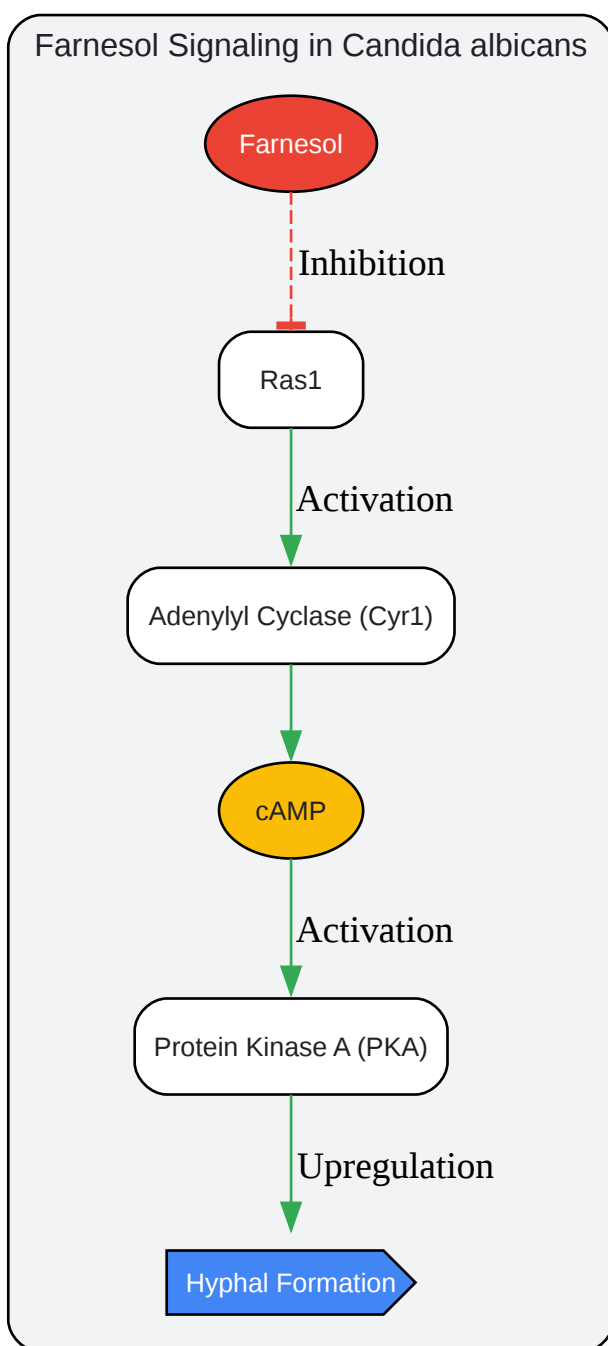 Farnesol Signaling in Candida albicans
Farnesol
Inhibition
Ras1
Activation
Adenylyl Cyclase (Cyr1)
cAMP
Activation
Protein Kinase A (PKA)
Upregulation
Hyphal Formation